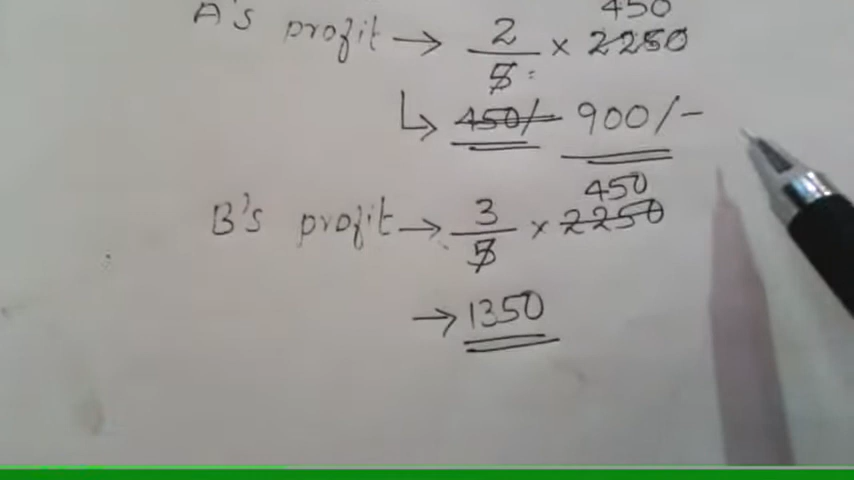 450
A's profit → 2/5 × 2250
↳ 450/- 900/-
450
B's profit → 3/5 × 2250
→ 1350